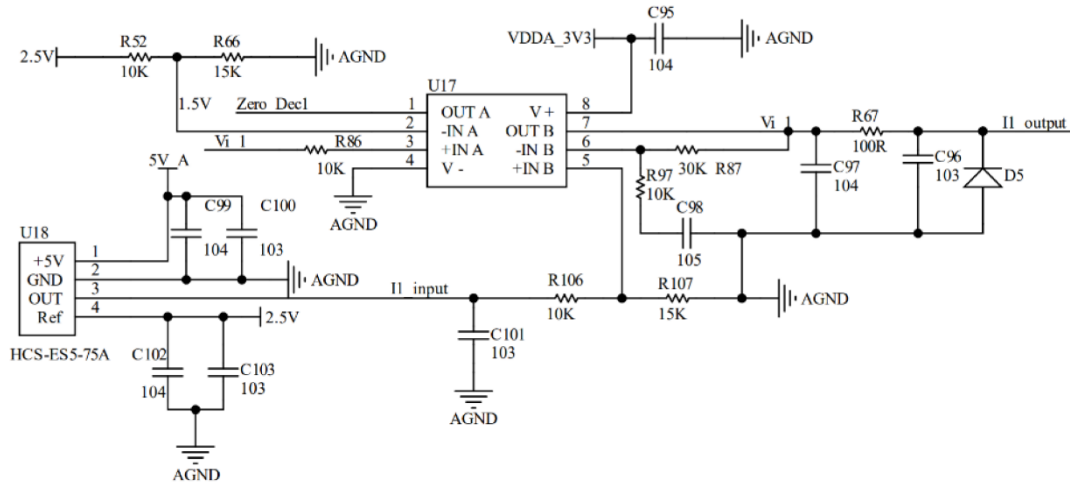 2.5V
R52
10K
R66
15K
AGND
1.5V
VDDA_3V3
C95
104
AGND
U17
Zero_Dec1
1
2
3
4
OUT A
-IN A
+IN A
V -
V+
OUT B
-IN B
+IN B
8
7
6
5
Vi_1
R86
10K
AGND
Vi_1
R67
100R
I1_output
30K R87
R97
10K
C98
105
C97
104
C96
103
D5
5V_A
C99
104
C100
103
U18
+5V
GND
OUT
Ref
1
2
3
4
HCS-ES5-75A
AGND
I1_input
2.5V
C102
104
C103
103
AGND
C101
103
AGND
R106
10K
R107
15K
AGND